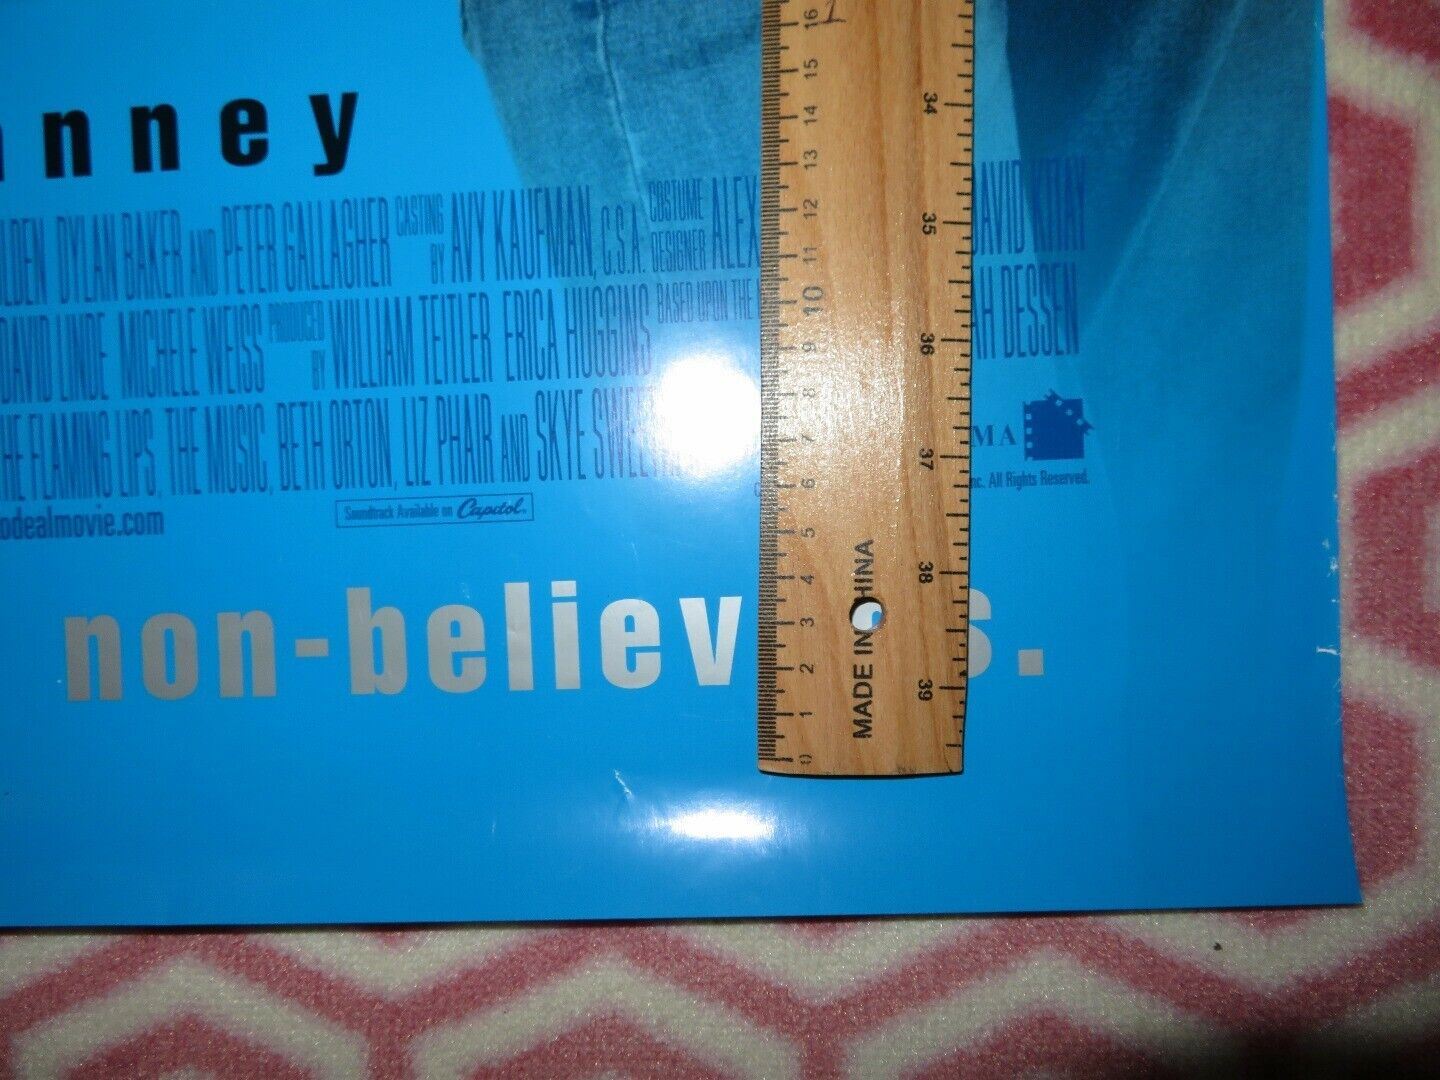 nney
DYLAN BAKER AND PETER GALLAGHER CASTING BY AVY KAUFMAN, C.S.A. COSTUME DESIGNER ALEX DAVID KITAY
DAVID LINDE MICHELE WEISS PRODUCED BY WILLIAM TEITLER ERICA HUGGINS BASED UPON THE DESSEN
THE FLAMING LIPS, THE MUSIC, BETH ORTON, LIZ PHAIR AND SKYE SWEETNAM MA
nc. All Rights Reserved.
odealmovie.com Soundtrack Available on Capitol
non-believ s.
16 15 14 13 12 11 10 9 8 7 6 5 4 3 2 1 0
34 35 36 37 38 39
MADE IN CHINA